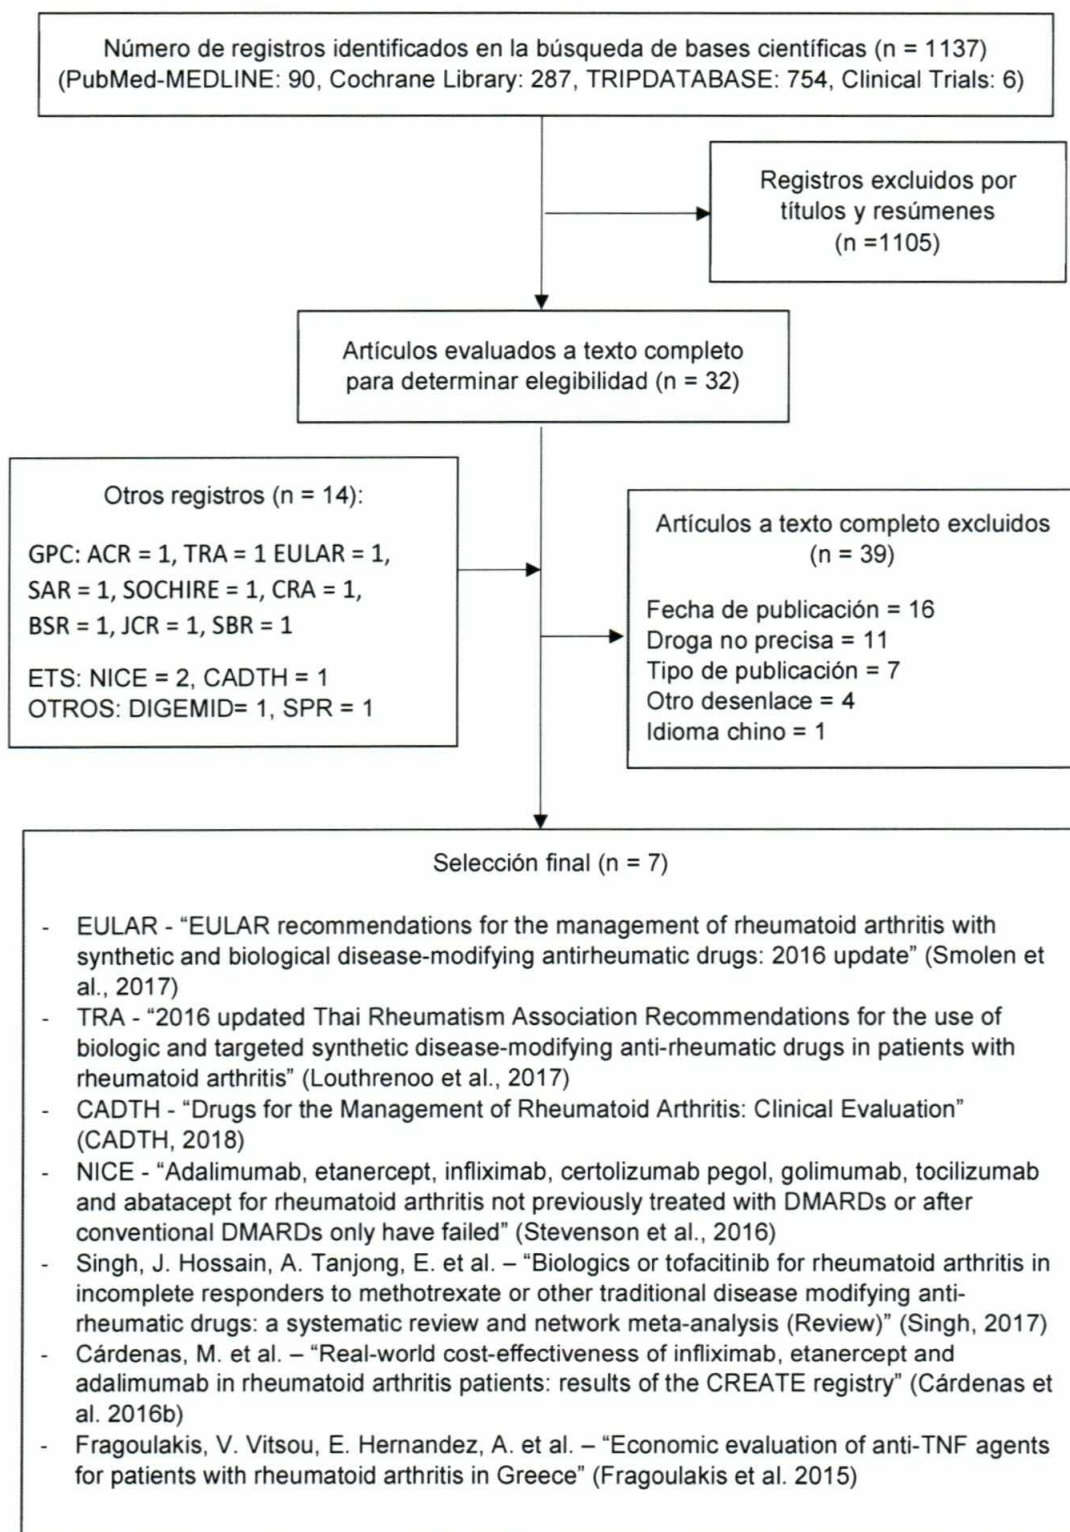 Número de registros identificados en la búsqueda de bases científicas (n = 1137)
(PubMed-MEDLINE: 90, Cochrane Library: 287, TRIPDATABASE: 754, Clinical Trials: 6)
Registros excluidos por
títulos y resúmenes
(n =1105)
Artículos evaluados a texto completo
para determinar elegibilidad (n = 32)
Otros registros (n = 14):
GPC: ACR = 1, TRA = 1 EULAR = 1,
SAR = 1, SOCHIRE = 1, CRA = 1,
BSR = 1, JCR = 1, SBR = 1
ETS: NICE = 2, CADTH = 1
OTROS: DIGEMID= 1, SPR = 1
Artículos a texto completo excluidos
(n = 39)
Fecha de publicación = 16
Droga no precisa = 11
Tipo de publicación = 7
Otro desenlace = 4
Idioma chino = 1
Selección final (n = 7)
- EULAR - “EULAR recommendations for the management of rheumatoid arthritis with
synthetic and biological disease-modifying antirheumatic drugs: 2016 update” (Smolen et
al., 2017)
- TRA - “2016 updated Thai Rheumatism Association Recommendations for the use of
biologic and targeted synthetic disease-modifying anti-rheumatic drugs in patients with
rheumatoid arthritis” (Louthrenoo et al., 2017)
- CADTH - “Drugs for the Management of Rheumatoid Arthritis: Clinical Evaluation”
(CADTH, 2018)
- NICE - “Adalimumab, etanercept, infliximab, certolizumab pegol, golimumab, tocilizumab
and abatacept for rheumatoid arthritis not previously treated with DMARDs or after
conventional DMARDs only have failed” (Stevenson et al., 2016)
- Singh, J. Hossain, A. Tanjong, E. et al. – “Biologics or tofacitinib for rheumatoid arthritis in
incomplete responders to methotrexate or other traditional disease modifying anti-
rheumatic drugs: a systematic review and network meta-analysis (Review)” (Singh, 2017)
- Cárdenas, M. et al. – “Real-world cost-effectiveness of infliximab, etanercept and
adalimumab in rheumatoid arthritis patients: results of the CREATE registry” (Cárdenas et
al. 2016b)
- Fragoulakis, V. Vitsou, E. Hernandez, A. et al. – “Economic evaluation of anti-TNF agents
for patients with rheumatoid arthritis in Greece” (Fragoulakis et al. 2015)